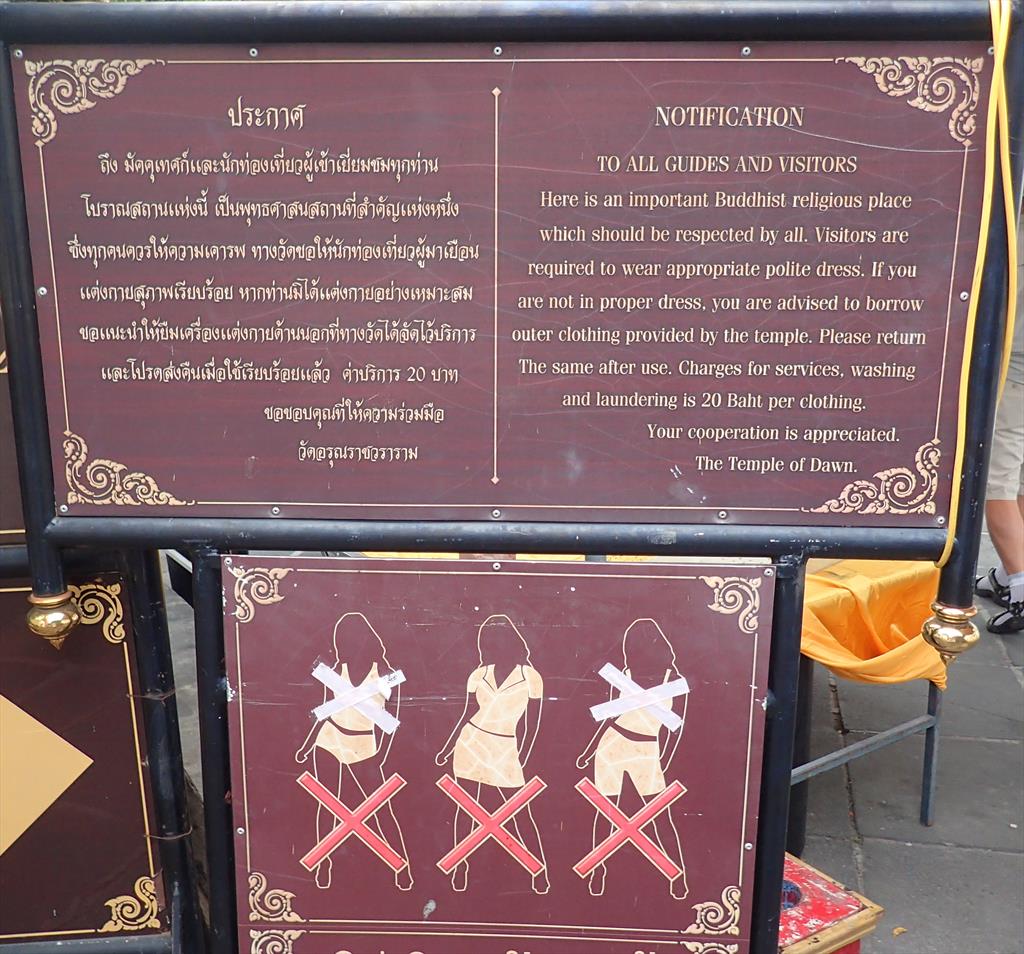 ประกาศ
ถึง มัคคุเทศก์และนักท่องเที่ยวผู้เข้าเยี่ยมชมทุกท่าน
โบราณสถานแห่งนี้ เป็นพุทธศาสนสถานที่สำคัญแห่งหนึ่ง
ซึ่งทุกคนควรให้ความเคารพ ทางวัดขอให้นักท่องเที่ยวผู้มาเยือน
แต่งกายสุภาพเรียบร้อย หากท่านมิได้แต่งกายอย่างเหมาะสม
ขอแนะนำให้ยืมเครื่องแต่งกายด้านนอกที่ทางวัดได้จัดไว้บริการ
และโปรดส่งคืนเมื่อใช้เรียบร้อยแล้ว ค่าบริการ 20 บาท
ขอขอบคุณที่ให้ความร่วมมือ
วัดอรุณราชวราราม
NOTIFICATION
TO ALL GUIDES AND VISITORS
Here is an important Buddhist religious place
which should be respected by all. Visitors are
required to wear appropriate polite dress. If you
are not in proper dress, you are advised to borrow
outer clothing provided by the temple. Please return
The same after use. Charges for services, washing
and laundering is 20 Baht per clothing.
Your cooperation is appreciated.
The Temple of Dawn.